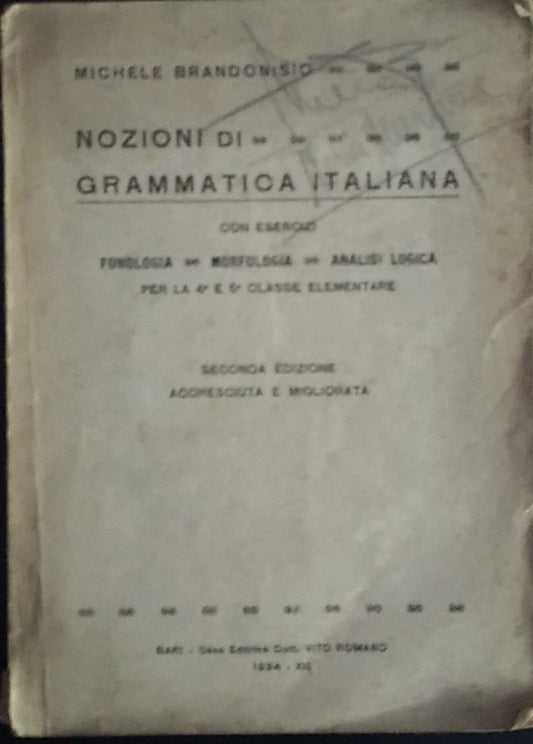 MICHELE BRANDONISIO
NOZIONI DI
GRAMMATICA ITALIANA
CON ESERCIZI
FONOLOGIA MORFOLOGIA ANALISI LOGICA
PER LA 4ª E 5ª CLASSE ELEMENTARE
SECONDA EDIZIONE
ACCRESCIUTA E MIGLIORATA
BARI - Casa Editrice Dott. VITO ROMANO
1934 - XII